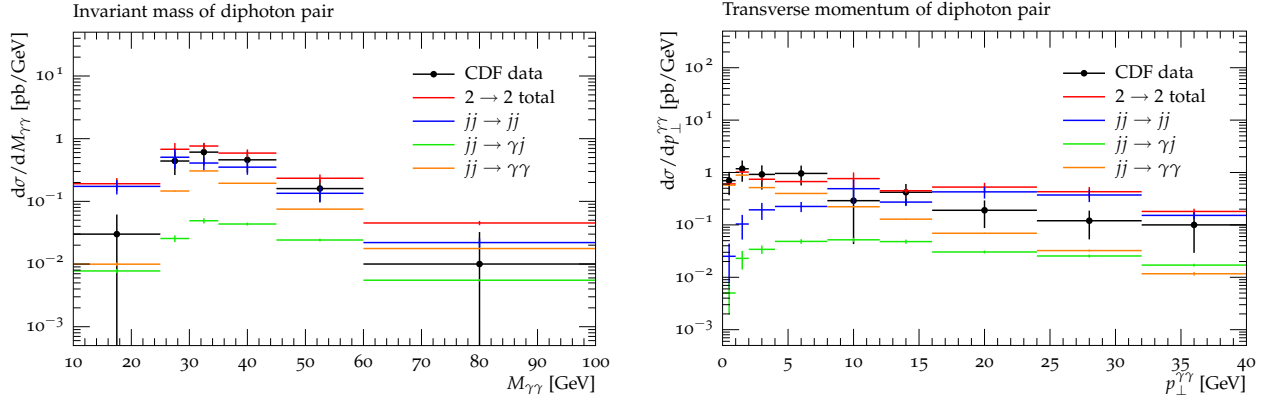 Invariant mass of diphoton pair
dσ/dM_γγ [pb/GeV]
10^1
1
10^−1
10^−2
10^−3
CDF data
2 → 2 total
jj → jj
jj → γj
jj → γγ
10 20 30 40 50 60 70 80 90 100
M_γγ [GeV]
Transverse momentum of diphoton pair
dσ/dp_⊥^γγ [pb/GeV]
10^2
10^1
1
10^−1
10^−2
10^−3
CDF data
2 → 2 total
jj → jj
jj → γj
jj → γγ
0 5 10 15 20 25 30 35 40
p_⊥^γγ [GeV]